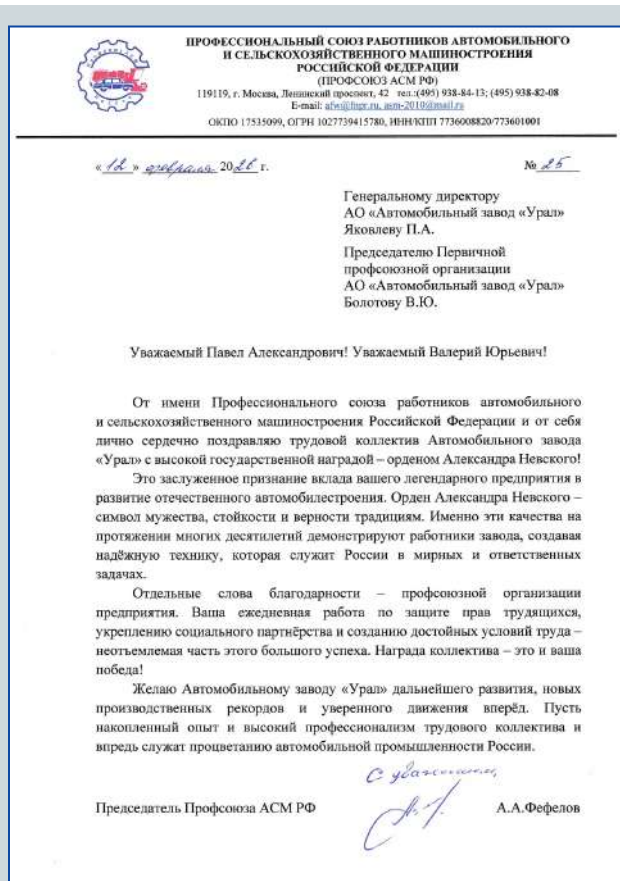 ПРОФЕССИОНАЛЬНЫЙ СОЮЗ РАБОТНИКОВ АВТОМОБИЛЬНОГО
И СЕЛЬСКОХОЗЯЙСТВЕННОГО МАШИНОСТРОЕНИЯ
РОССИЙСКОЙ ФЕДЕРАЦИИ
(ПРОФСОЮЗ АСМ РФ)
119119, г. Москва, Ленинский проспект, 42 тел.:(495) 938-84-13; (495) 938-82-08
E-mail: afw@fnpr.ru, asm-2010@mail.ru
ОКПО 17535099, ОГРН 1027739415780, ИНН/КПП 7736008820/773601001
« 12 » февраля 2026 г. № 25
Генеральному директору
АО «Автомобильный завод «Урал»
Яковлеву П.А.
Председателю Первичной
профсоюзной организации
АО «Автомобильный завод «Урал»
Болотову В.Ю.
Уважаемый Павел Александрович! Уважаемый Валерий Юрьевич!
От имени Профессионального союза работников автомобильного
и сельскохозяйственного машиностроения Российской Федерации и от себя
лично сердечно поздравляю трудовой коллектив Автомобильного завода
«Урал» с высокой государственной наградой – орденом Александра Невского!
Это заслуженное признание вклада вашего легендарного предприятия в
развитие отечественного автомобилестроения. Орден Александра Невского –
символ мужества, стойкости и верности традициям. Именно эти качества на
протяжении многих десятилетий демонстрируют работники завода, создавая
надёжную технику, которая служит России в мирных и ответственных
задачах.
Отдельные слова благодарности – профсоюзной организации
предприятия. Ваша ежедневная работа по защите прав трудящихся,
укреплению социального партнёрства и созданию достойных условий труда –
неотъемлемая часть этого большого успеха. Награда коллектива – это и ваша
победа!
Желаю Автомобильному заводу «Урал» дальнейшего развития, новых
производственных рекордов и уверенного движения вперёд. Пусть
накопленный опыт и высокий профессионализм трудового коллектива и
впредь служат процветанию автомобильной промышленности России.
С уважением,
Председатель Профсоюза АСМ РФ А.А.Фефелов